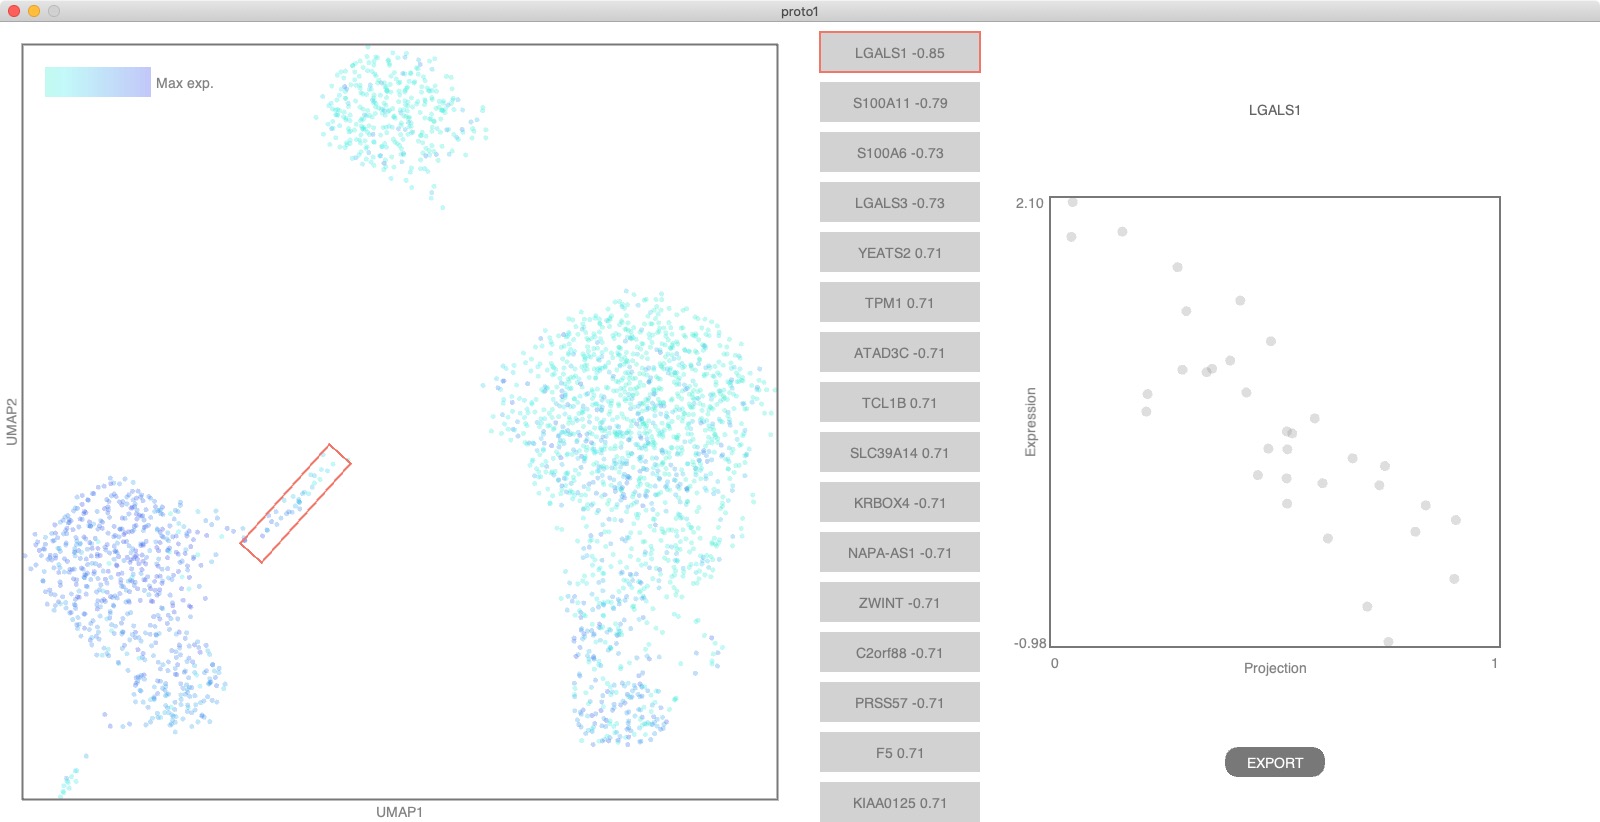 proto1
Max exp.
UMAP2
UMAP1
LGALS1 -0.85
S100A11 -0.79
S100A6 -0.73
LGALS3 -0.73
YEATS2 0.71
TPM1 0.71
ATAD3C -0.71
TCL1B 0.71
SLC39A14 0.71
KRBOX4 -0.71
NAPA-AS1 -0.71
ZWINT -0.71
C2orf88 -0.71
PRSS57 -0.71
F5 0.71
KIAA0125 0.71
LGALS1
2.10
Expression
-0.98
0
1
Projection
EXPORT